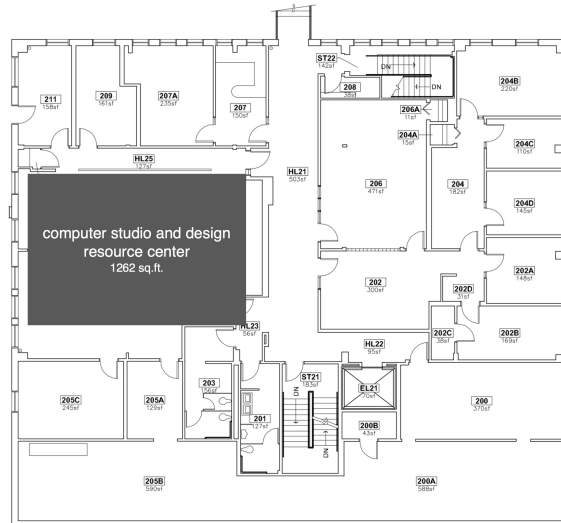 ST22
142sf
DN
208
38sf
204B
220sf
211
158sf
209
161sf
207A
235sf
207
150sf
206A
11sf
204A
15sf
204C
110sf
HL25
127sf
HL21
503sf
206
471sf
204
182sf
204D
145sf
computer studio and design
resource center
1262 sq.ft.
202A
148sf
202
300sf
202D
31sf
HL23
56sf
202C
38sf
202B
169sf
HL22
95sf
ST21
183sf
DN
203
156sf
EL21
70sf
205C
245sf
205A
129sf
200
370sf
201
127sf
200B
43sf
DN
205B
590sf
200A
588sf